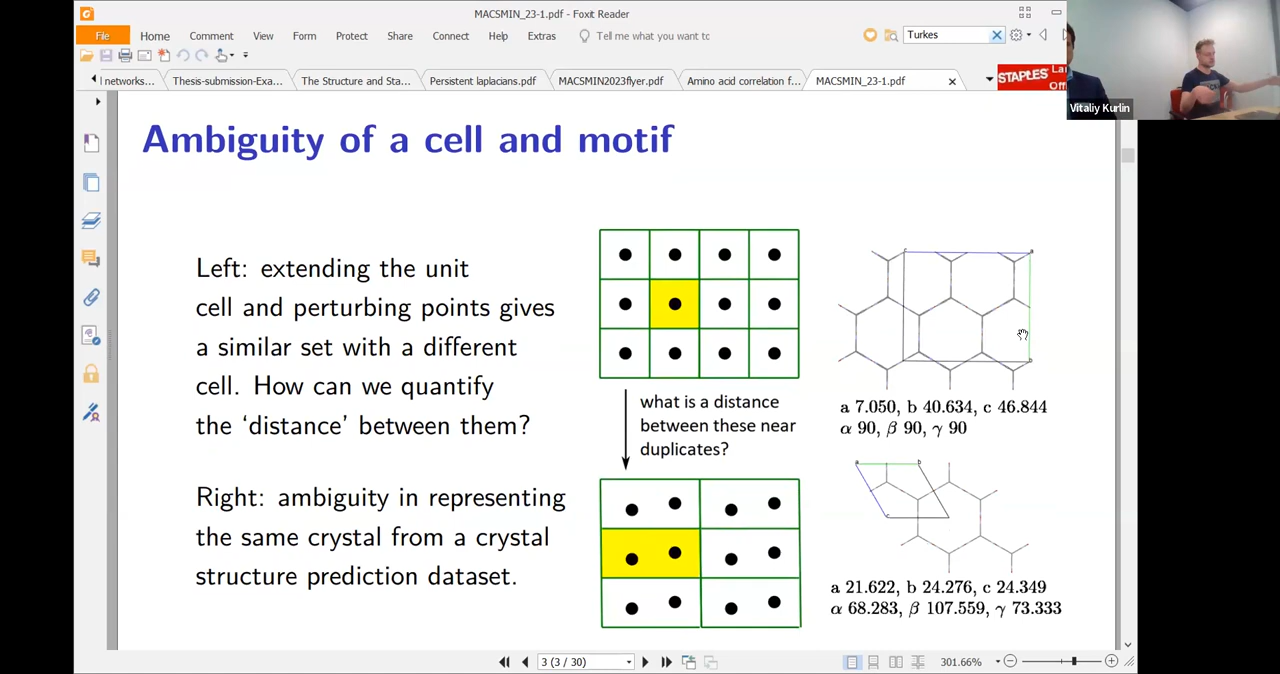 MACSMIN_23-1.pdf - Foxit Reader
File Home Comment View Form Protect Share Connect Help Extras Tell me what you want tc Turkes
l networks... Thesis-submission-Exa... The Structural and Sta... Persistent laplacians.pdf MACSMIN2023flyer.pdf Amino acid correlation f... MACSMIN_23-1.pdf
STAPLES
Vitaliy Kurlin
Ambiguity of a cell and motif
Left: extending the unit
cell and perturbing points gives
a similar set with a different
cell. How can we quantify
the ‘distance’ between them?
Right: ambiguity in representing
the same crystal from a crystal
structure prediction dataset.
what is a distance
between these near
duplicates?
a 7.050, b 40.634, c 46.844
α 90, β 90, γ 90
a 21.622, b 24.276, c 24.349
α 68.283, β 107.559, γ 73.333
3 (3 / 30)
301.66%